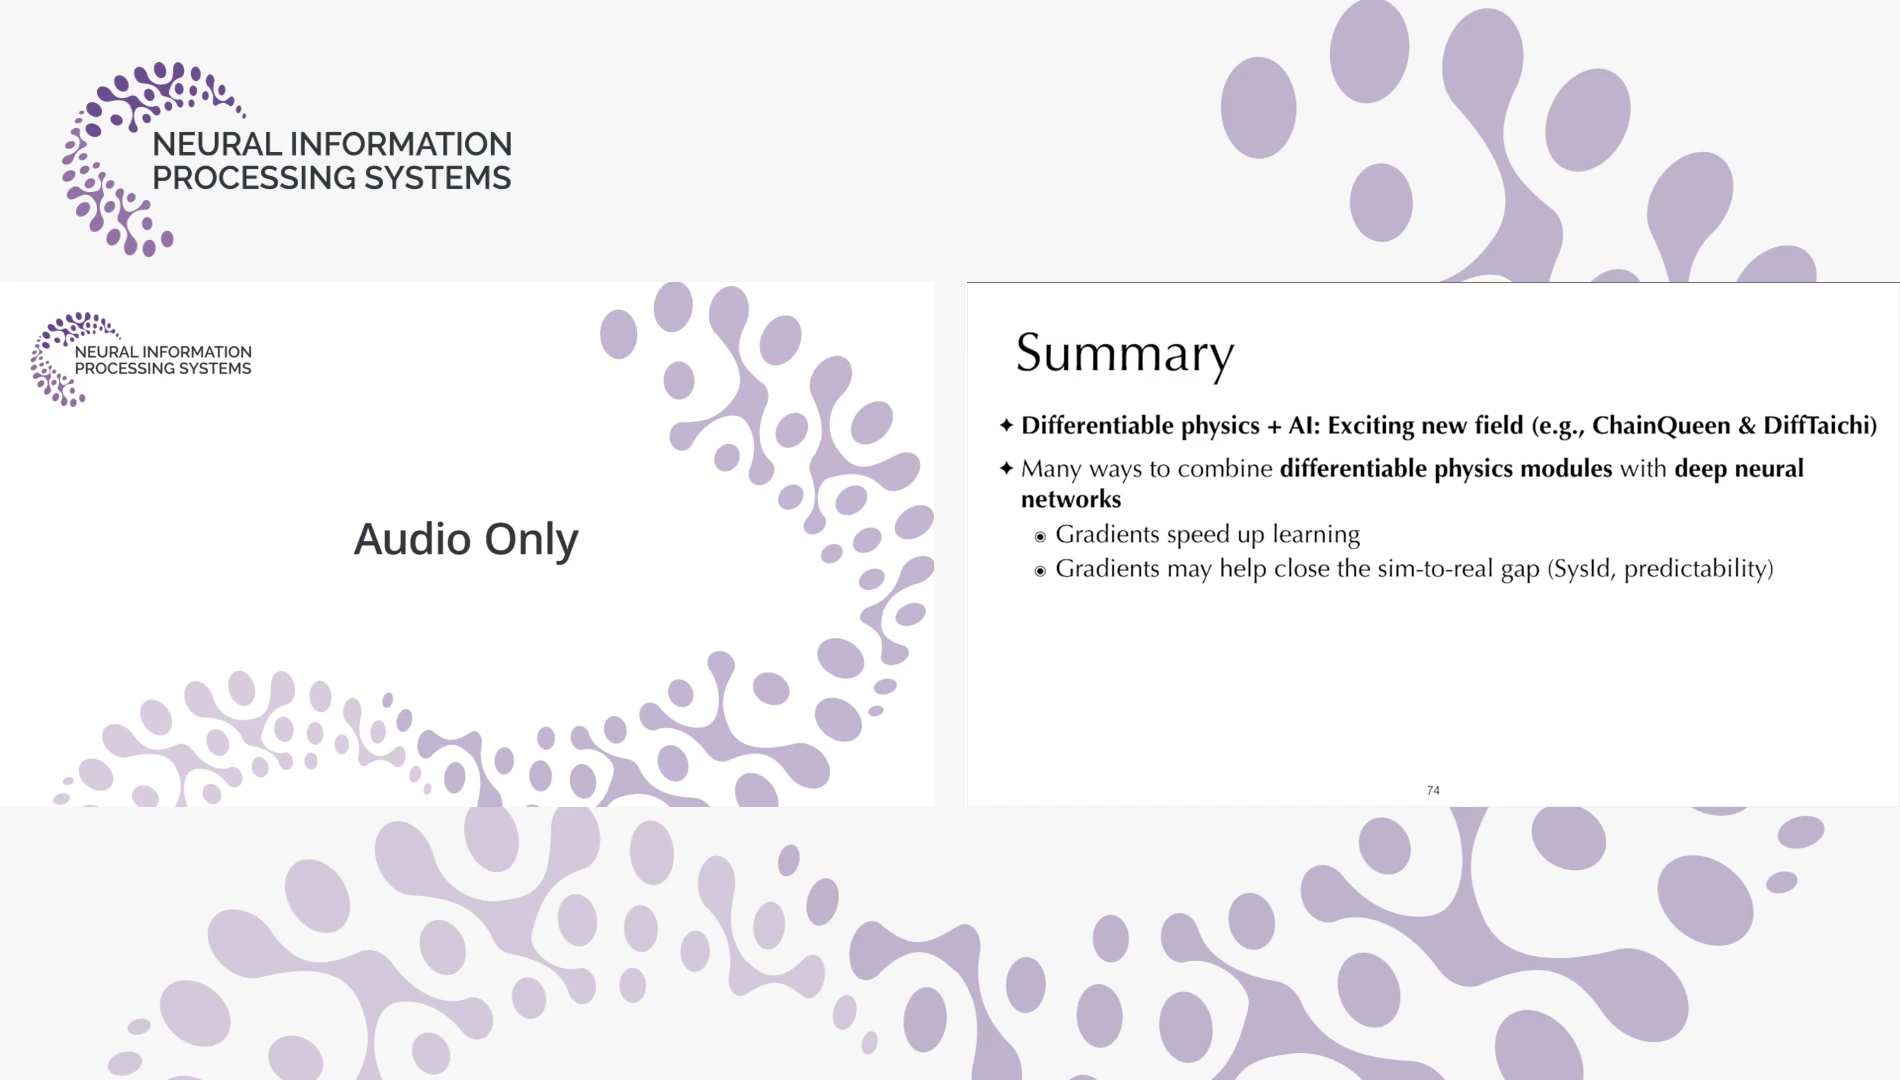 NEURAL INFORMATION
PROCESSING SYSTEMS
NEURAL INFORMATION
PROCESSING SYSTEMS
Audio Only
Summary
✦ Differentiable physics + AI: Exciting new field (e.g., ChainQueen & DiffTaichi)
✦ Many ways to combine differentiable physics modules with deep neural
networks
◉ Gradients speed up learning
◉ Gradients may help close the sim-to-real gap (SysId, predictability)
74